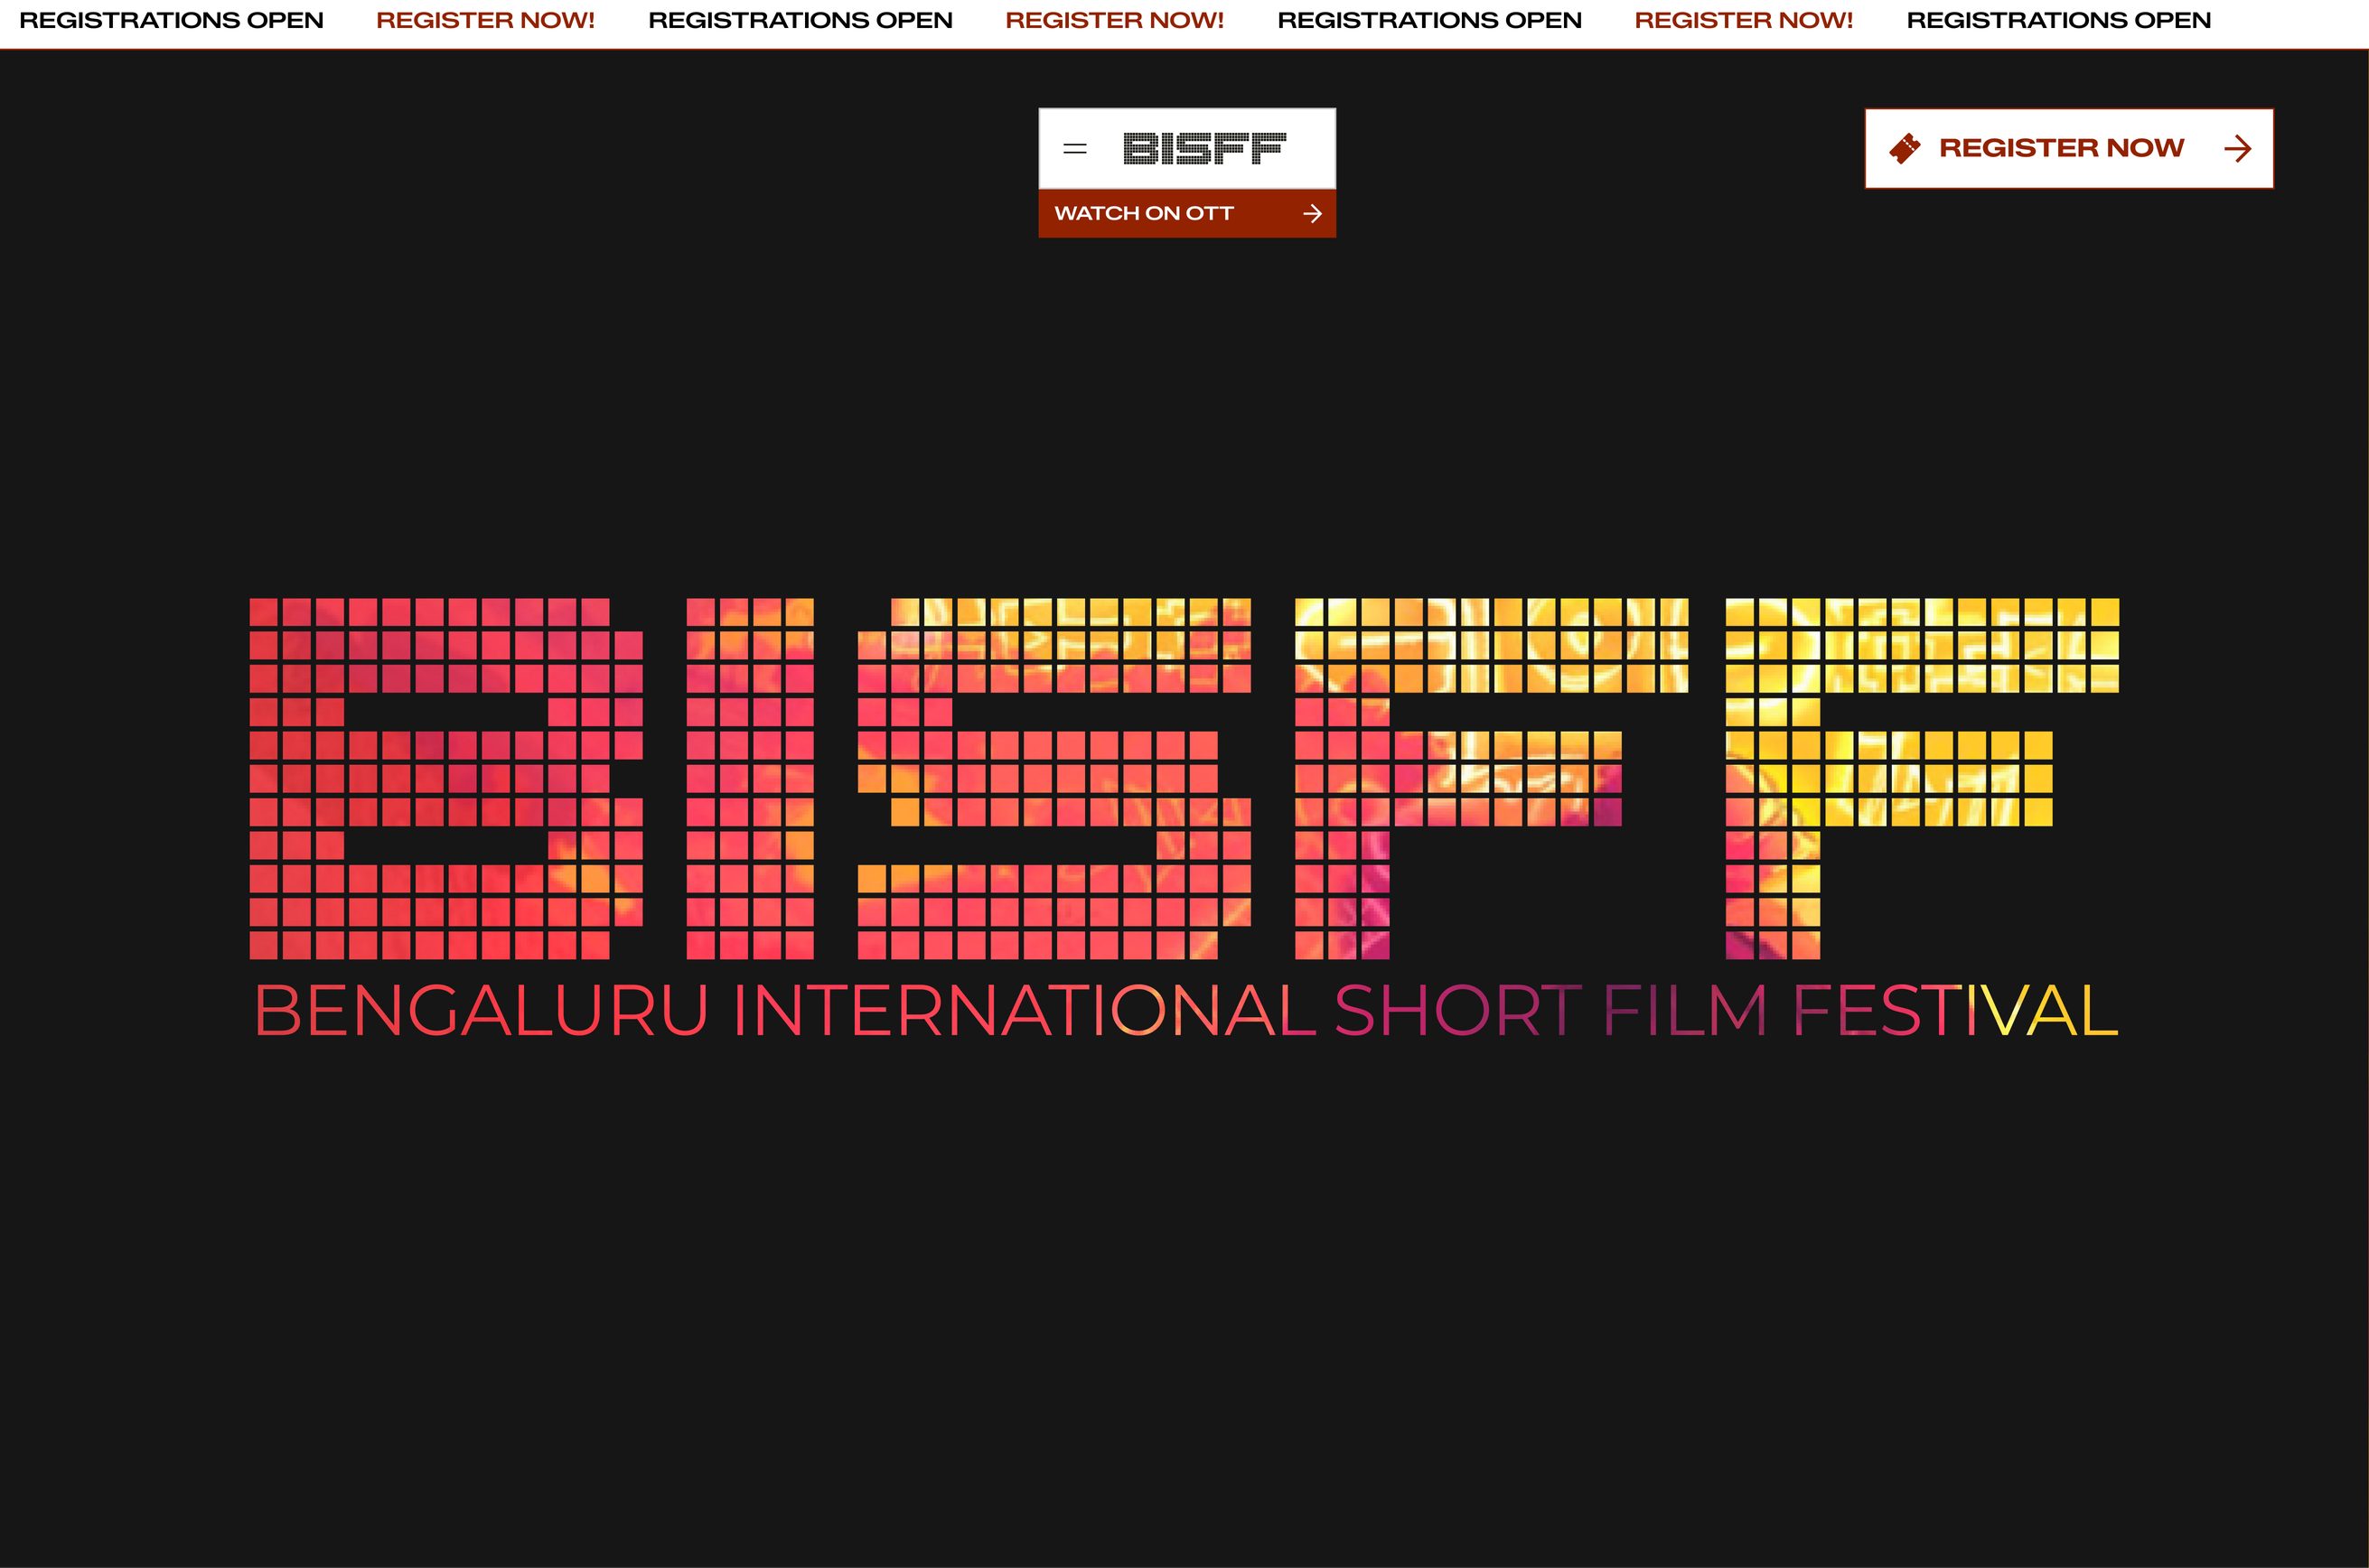 REGISTRATIONS OPEN REGISTER NOW! REGISTRATIONS OPEN REGISTER NOW! REGISTRATIONS OPEN REGISTER NOW! REGISTRATIONS OPEN
BISFF
REGISTER NOW
WATCH ON OTT
BISFF
BENGALURU INTERNATIONAL SHORT FILM FESTIVAL